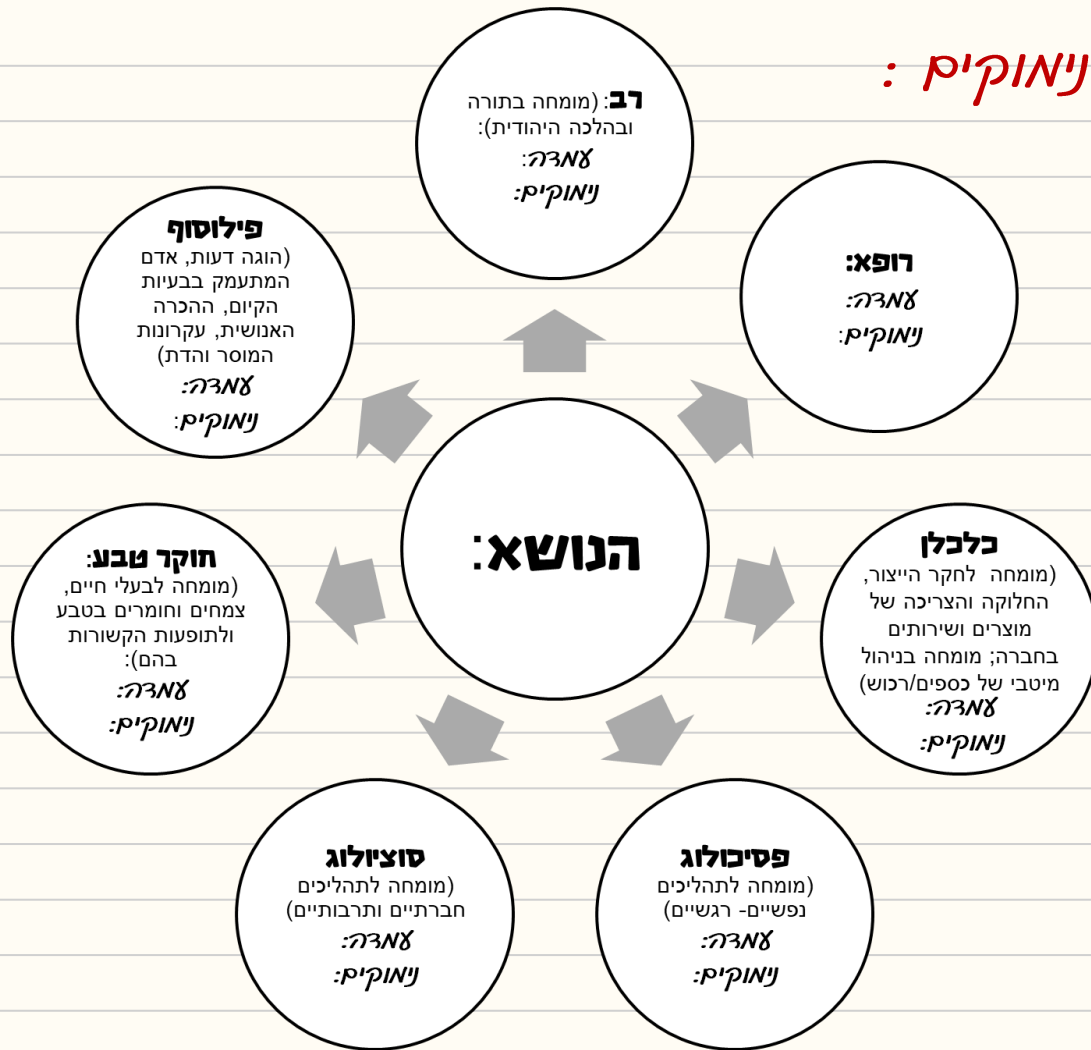 נימוקים :
רב: (מומחה בתורה
ובהלכה היהודית):
עמדה:
נימוקים:
רופא:
עמדה:
נימוקים:
פילוסוף
(הוגה דעות, אדם
המתעמק בבעיות
הקיום, ההכרה
האנושית, עקרונות
המוסר והדת)
עמדה:
נימוקים:
הנושא:
כלכלן
(מומחה לחקר הייצור,
החלוקה והצריכה של
מוצרים ושירותים
בחברה; מומחה בניהול
מיטבי של כספים/רכוש)
עמדה:
נימוקים:
חוקר טבע:
(מומחה לבעלי חיים,
צמחים וחומרים בטבע
ולתופעות הקשורות
בהם):
עמדה:
נימוקים:
פסיכולוג
(מומחה לתהליכים
נפשיים- רגשיים)
עמדה:
נימוקים:
סוציולוג
(מומחה לתהליכים
חברתיים ותרבותיים)
עמדה:
נימוקים: